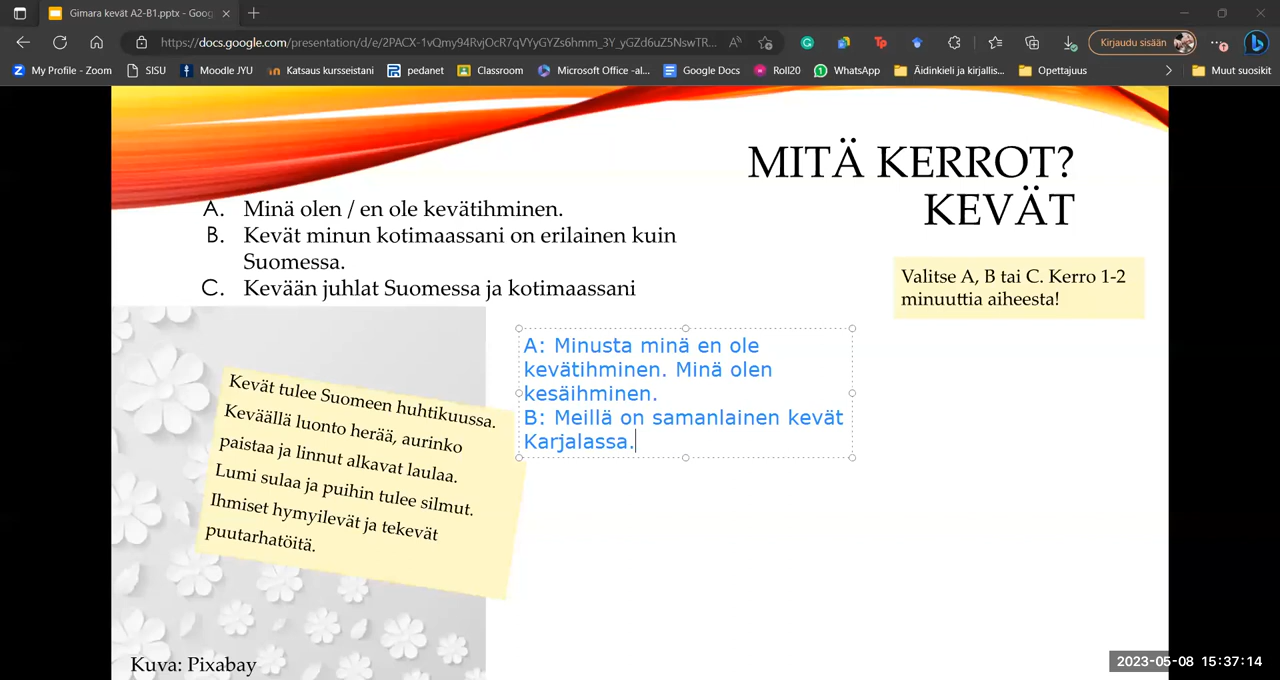 Gimara kevät A2-B1.pptx - Goog
https://docs.google.com/presentation/d/e/2PACX-1vQmy94RvjOcR7qVYyGYZs6hmm_3Y_yGZd6uZ5NswTR...
Kirjaudu sisään
My Profile - Zoom
SISU
Moodle JYU
Katsaus kursseistani
pedanet
Classroom
Microsoft Office -al...
Google Docs
Roll20
WhatsApp
Äidinkieli ja kirjallis...
Opettajuus
Muut suosikit
MITÄ KERROT?
KEVÄT
A. Minä olen / en ole kevätihminen.
B. Kevät minun kotimaassani on erilainen kuin
Suomessa.
C. Kevään juhlat Suomessa ja kotimaassani
Valitse A, B tai C. Kerro 1-2
minuuttia aiheesta!
A: Minusta minä en ole
kevätihminen. Minä olen
kesäihminen.
B: Meillä on samanlainen kevät
Karjalassa.
Kevät tulee Suomeen huhtikuussa.
Keväällä luonto herää, aurinko
paistaa ja linnut alkavat laulaa.
Lumi sulaa ja puihin tulee silmut.
Ihmiset hymyilevät ja tekevät
puutarhatöitä.
Kuva: Pixabay
2023-05-08 15:37:14